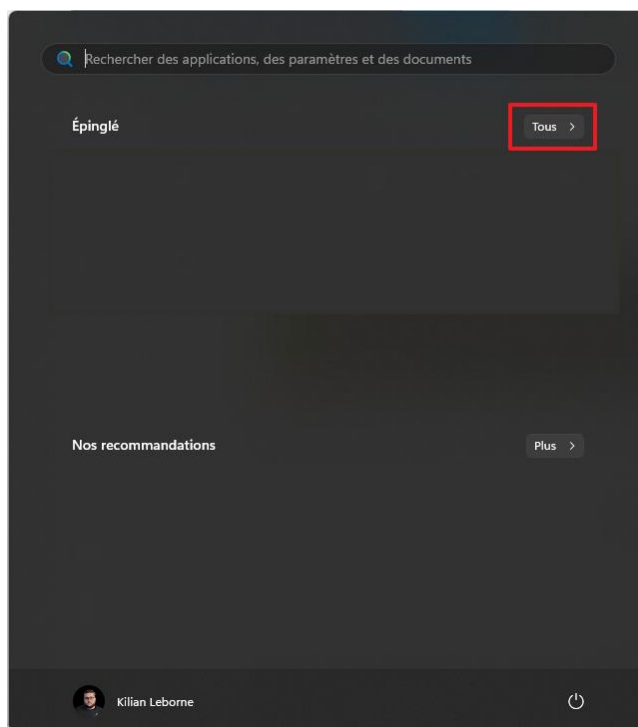 Rechercher des applications, des paramètres et des documents
Épinglé
Tous
Nos recommandations
Plus
Kilian Leborne